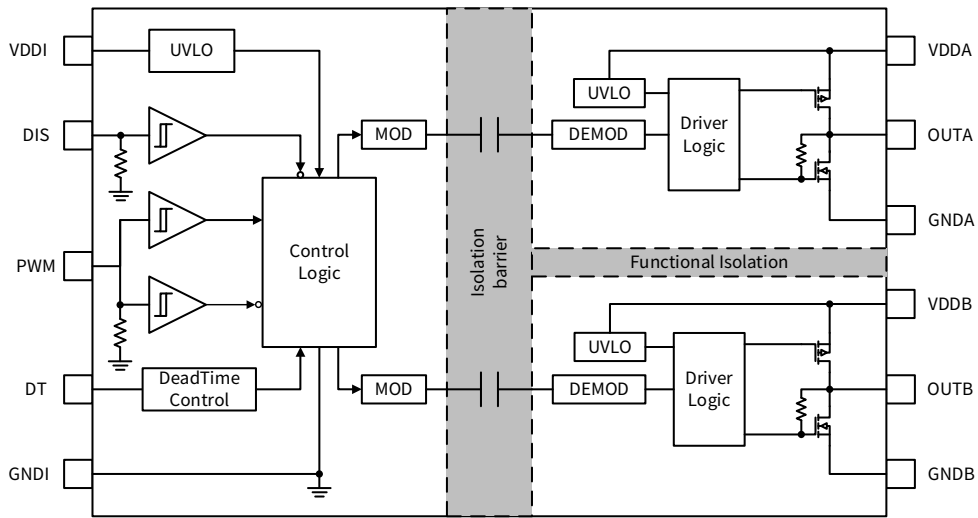 VDDI
UVLO
DIS
PWM
DT
DeadTime
Control
GNDI
Control
Logic
MOD
MOD
Isolation
barrier
UVLO
DEMOD
Driver
Logic
VDDA
OUTA
GNDA
Functional Isolation
UVLO
DEMOD
Driver
Logic
VDDB
OUTB
GNDB